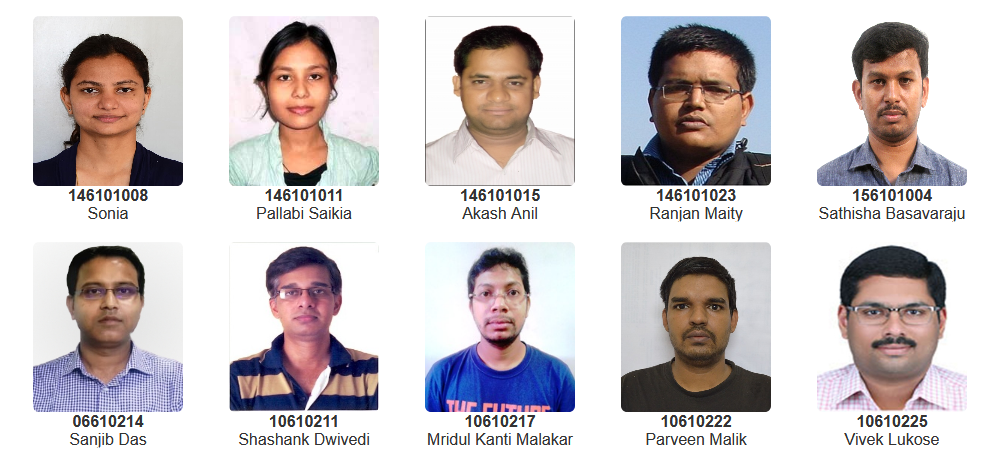 146101008
Sonia
146101011
Pallabi Saikia
146101015
Akash Anil
146101023
Ranjan Maity
156101004
Sathisha Basavaraju
06610214
Sanjib Das
10610211
Shashank Dwivedi
THE FUTURE
10610217
Mridul Kanti Malakar
10610222
Parveen Malik
10610225
Vivek Lukose